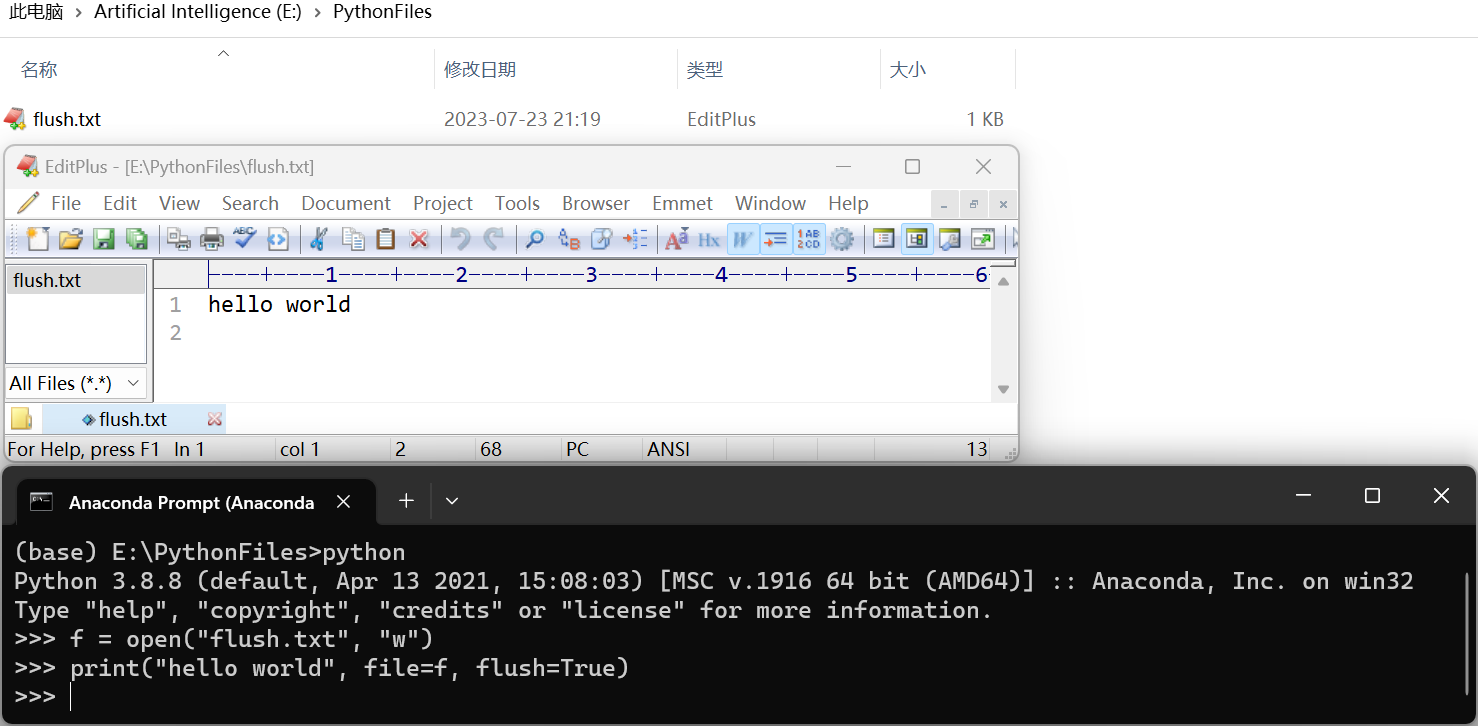 此电脑 › Artificial Intelligence (E:) › PythonFiles
名称 修改日期 类型 大小
flush.txt 2023-07-23 21:19 EditPlus 1 KB
EditPlus - [E:\PythonFiles\flush.txt]
File Edit View Search Document Project Tools Browser Emmet Window Help
flush.txt
----+----1----+----2----+----3----+----4----+----5----+----6-
1 hello world
2
All Files (*.*)
flush.txt
For Help, press F1 ln 1 col 1 2 68 PC ANSI 13
Anaconda Prompt (Anaconda
(base) E:\PythonFiles>python
Python 3.8.8 (default, Apr 13 2021, 15:08:03) [MSC v.1916 64 bit (AMD64)] :: Anaconda, Inc. on win32
Type "help", "copyright", "credits" or "license" for more information.
>>> f = open("flush.txt", "w")
>>> print("hello world", file=f, flush=True)
>>>